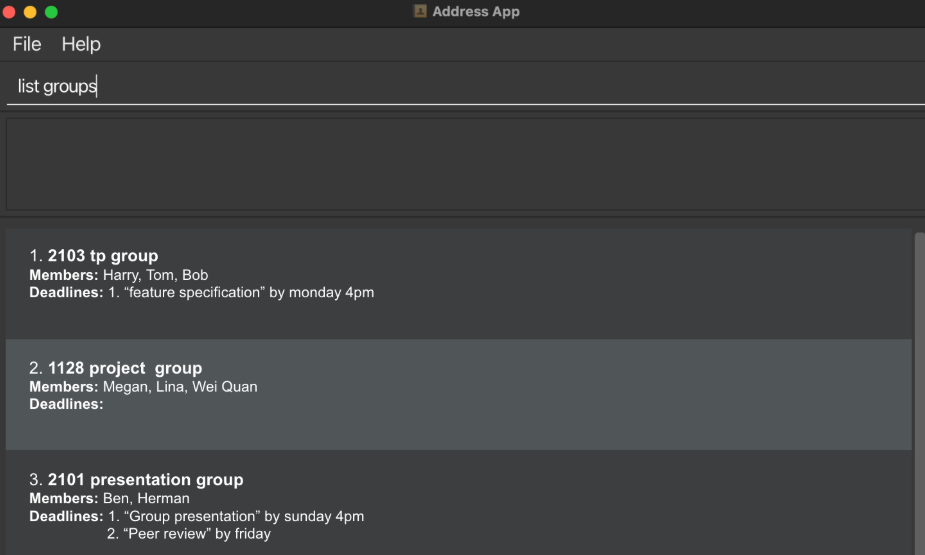 Address App
File Help
list groups
1. 2103 tp group
Members: Harry, Tom, Bob
Deadlines: 1. “feature specification” by monday 4pm
2. 1128 project  group
Members: Megan, Lina, Wei Quan
Deadlines:
3. 2101 presentation group
Members: Ben, Herman
Deadlines: 1. “Group presentation” by sunday 4pm
2. “Peer review” by friday